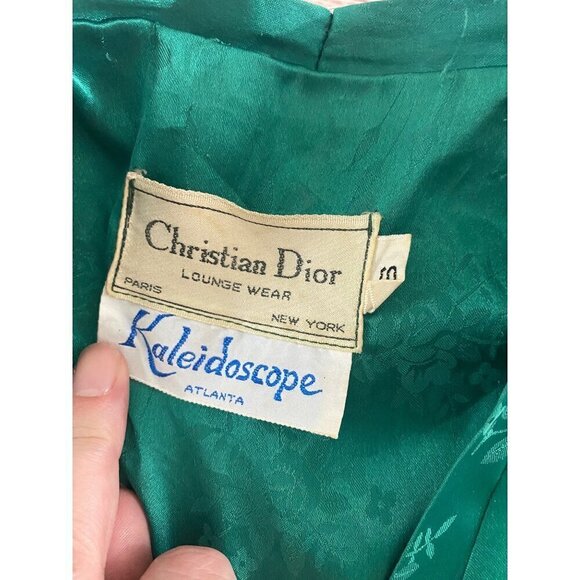 Christian Dior
LOUNGE WEAR
PARIS
NEW YORK
S
Kaleidoscope
ATLANTA